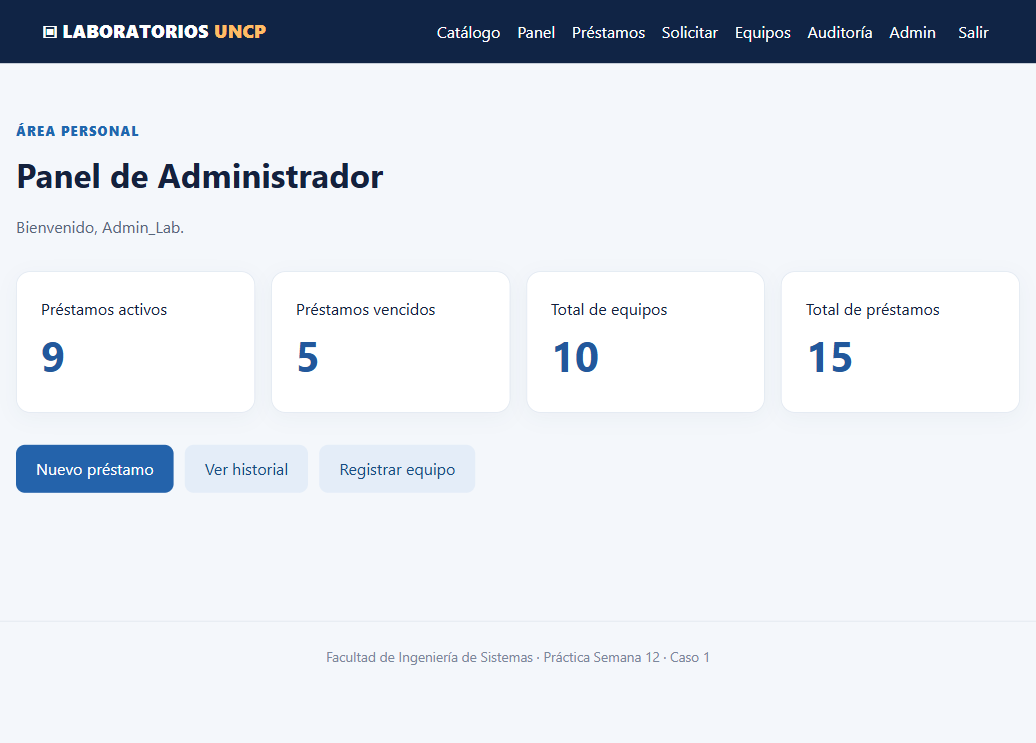 LABORATORIOS UNCP
Catálogo Panel Préstamos Solicitar Equipos Auditoría Admin Salir
ÁREA PERSONAL
Panel de Administrador
Bienvenido, Admin_Lab.
Préstamos activos
9
Préstamos vencidos
5
Total de equipos
10
Total de préstamos
15
Nuevo préstamo
Ver historial
Registrar equipo
Facultad de Ingeniería de Sistemas · Práctica Semana 12 · Caso 1